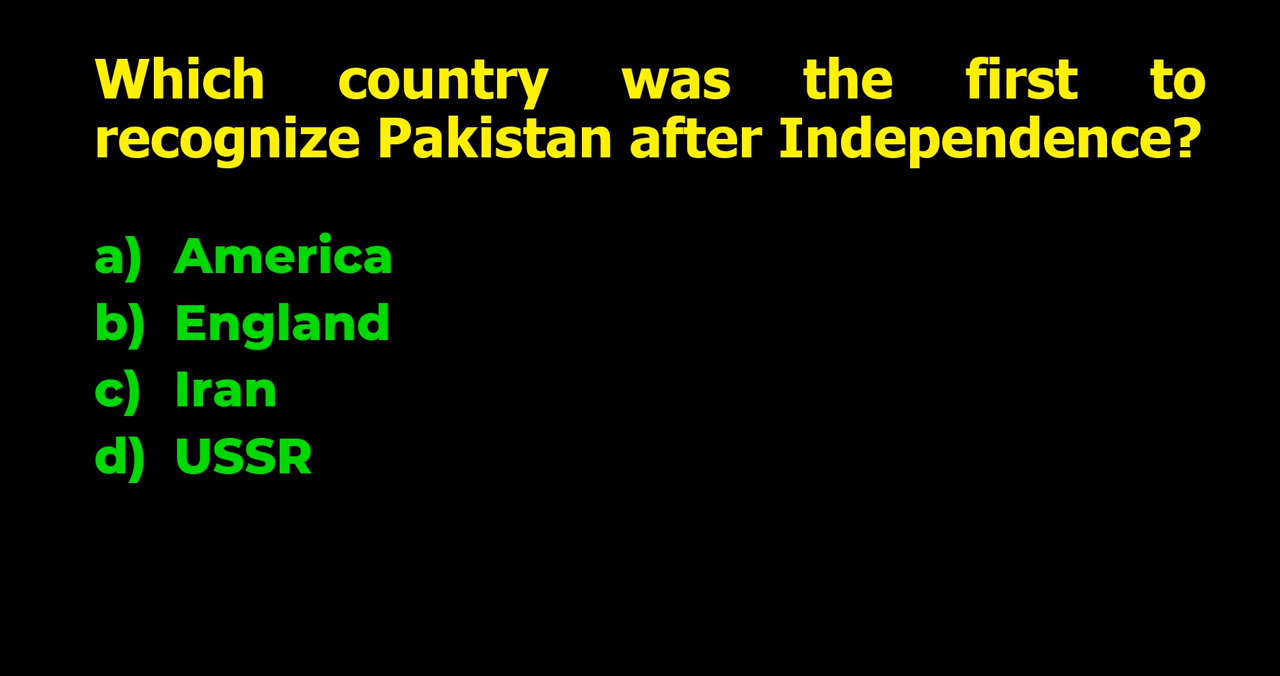 Which country was the first to
recognize Pakistan after Independence?
a) America
b) England
c) Iran
d) USSR